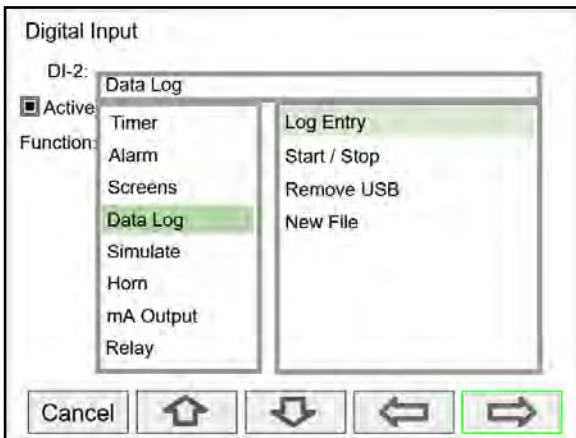 Digital Input
DI-2:
Data Log
Active
Function:
Timer
Alarm
Screens
Data Log
Simulate
Horn
mA Output
Relay
Log Entry
Start / Stop
Remove USB
New File
Cancel